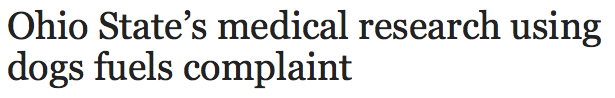 Ohio State’s medical research using
dogs fuels complaint